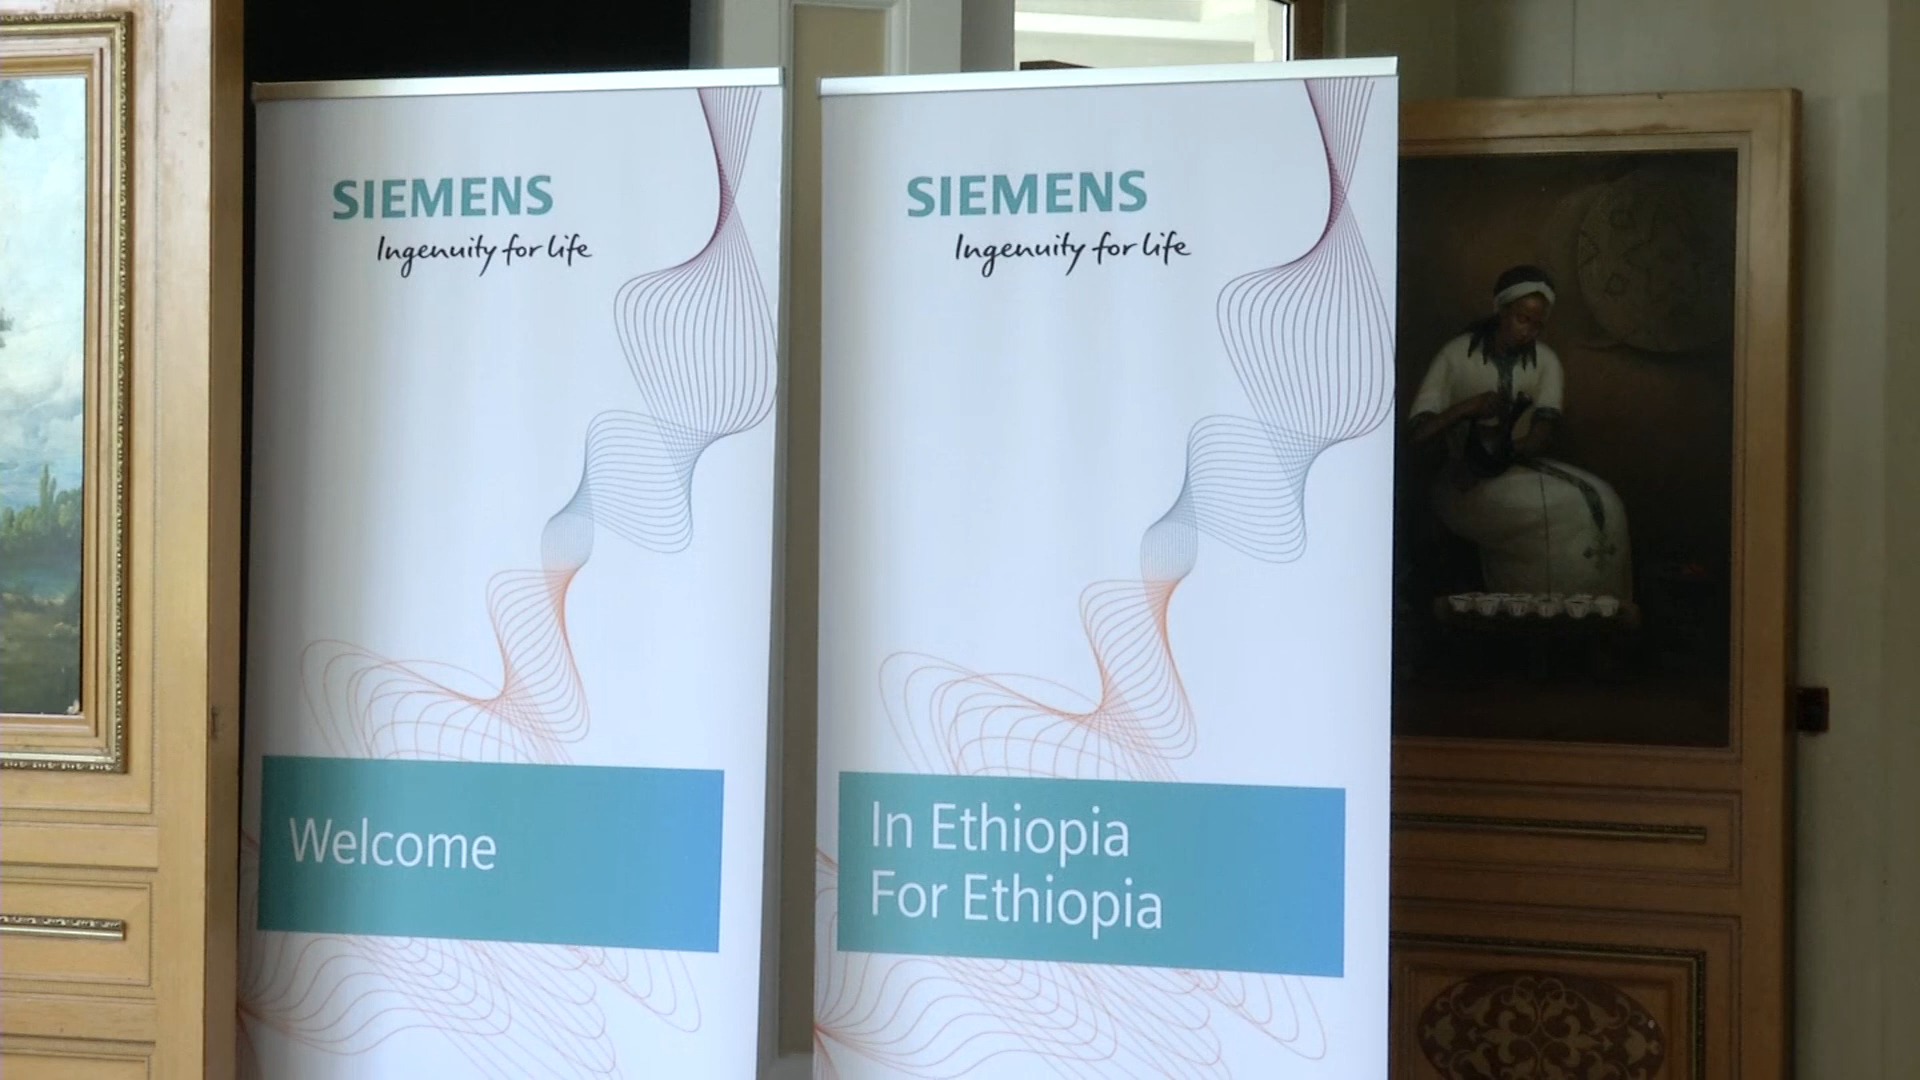 SIEMENS
Ingenuity for life
Welcome
SIEMENS
Ingenuity for life
In Ethiopia
For Ethiopia